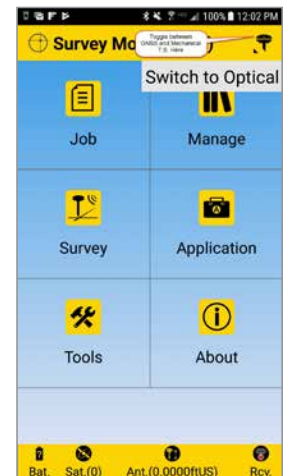 100% 12:02 PM
Survey Mo
Toggle between
GNSS and Mechanical
T.S. Here
Switch to Optical
Job
Manage
Survey
Application
Tools
About
Bat.
Sat.(0)
Ant.(0.0000ftUS)
Rcv.